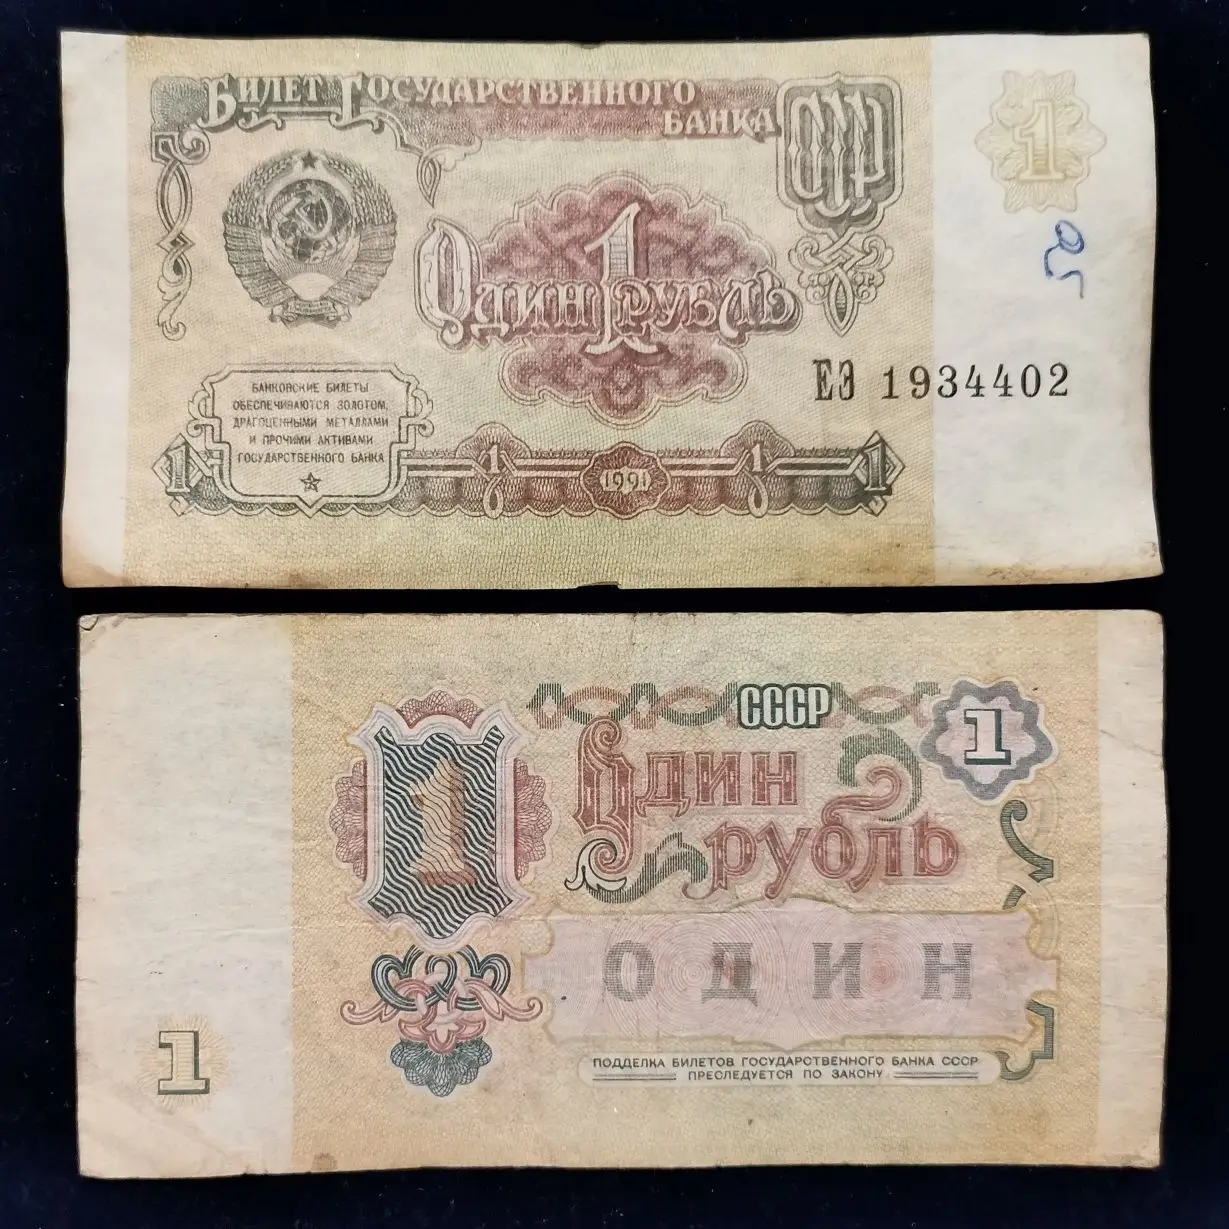 Билет Государственного
банка СССР
1
25
1
Один рубль
ЕЭ 1934402
БАНКОВСКИЕ БИЛЕТЫ
ОБЕСПЕЧИВАЮТСЯ ЗОЛОТОМ,
ДРАГОЦЕННЫМИ МЕТАЛЛАМИ
И ПРОЧИМИ АКТИВАМИ
ГОСУДАРСТВЕННОГО БАНКА
1 1 1991 1 1
СССР
1
1
Один
рубль
ОДИН
ПОДДЕЛКА БИЛЕТОВ ГОСУДАРСТВЕННОГО БАНКА СССР
ПРЕСЛЕДУЕТСЯ ПО ЗАКОНУ
1